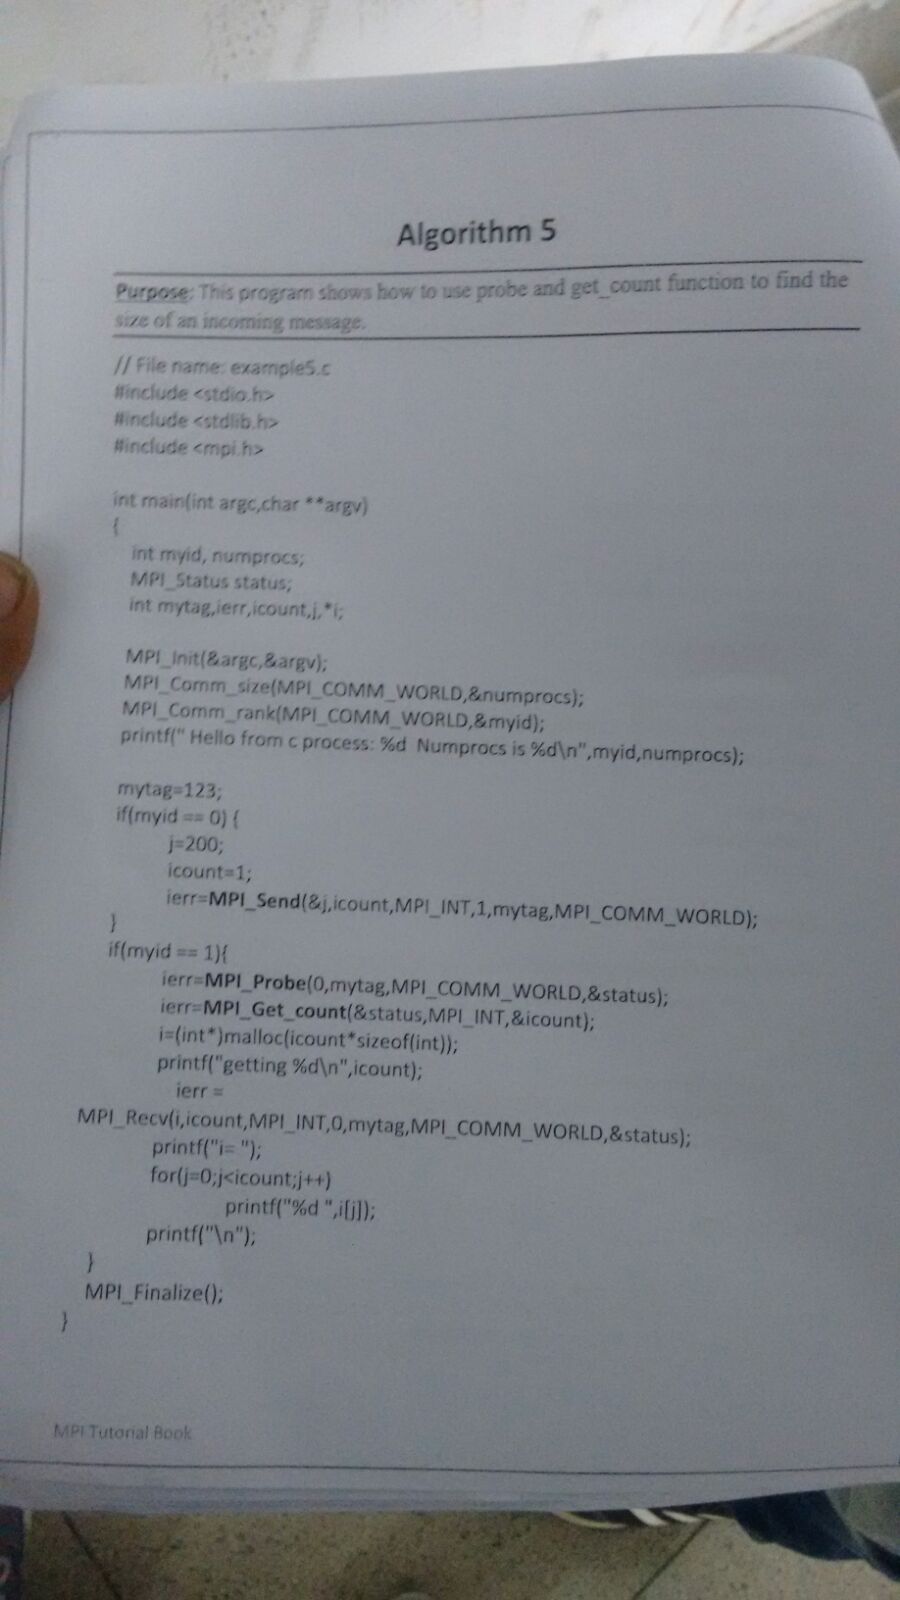 Algorithm 5
Purpose: This program shows how to use probe and get_count function to find the
size of an incoming message.
// File name: example5.c
#include <stdio.h>
#include <stdlib.h>
#include <mpi.h>
int main(int argc,char **argv)
{
int myid, numprocs;
MPI_Status status;
int mytag,ierr,icount,j,*i;
MPI_Init(&argc,&argv);
MPI_Comm_size(MPI_COMM_WORLD,&numprocs);
MPI_Comm_rank(MPI_COMM_WORLD,&myid);
printf(" Hello from c process: %d  Numprocs is %d\n",myid,numprocs);
mytag=123;
if(myid == 0) {
j=200;
icount=1;
ierr=MPI_Send(&j,icount,MPI_INT,1,mytag,MPI_COMM_WORLD);
}
if(myid == 1){
ierr=MPI_Probe(0,mytag,MPI_COMM_WORLD,&status);
ierr=MPI_Get_count(&status,MPI_INT,&icount);
i=(int*)malloc(icount*sizeof(int));
printf("getting %d\n",icount);
ierr =
MPI_Recv(i,icount,MPI_INT,0,mytag,MPI_COMM_WORLD,&status);
printf("i= ");
for(j=0;j<icount;j++)
printf("%d ",i[j]);
printf("\n");
}
MPI_Finalize();
}
MPI Tutorial Book